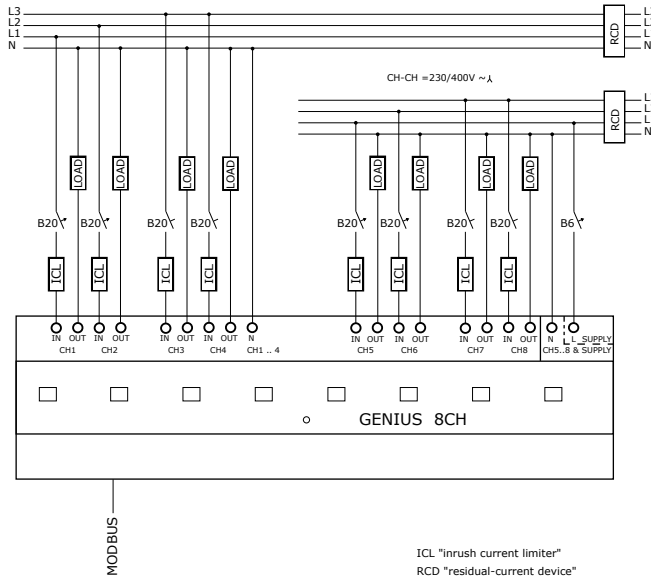 L3
L2
L1
N
RCD
L
L
L
N
CH-CH =230/400V ~
RCD
L
L
L
N
LOAD LOAD LOAD LOAD LOAD LOAD LOAD LOAD
B20 B20 B20 B20 B20 B20 B20 B20 B6
ICL ICL ICL ICL ICL ICL ICL ICL
IN OUT IN OUT IN OUT IN OUT N IN OUT IN OUT IN OUT IN OUT N L SUPPLY
CH1 CH2 CH3 CH4 CH1 .. 4 CH5 CH6 CH7 CH8 CH5..8 & SUPPLY
GENIUS 8CH
MODBUS
ICL "inrush current limiter"
RCD "residual-current device"